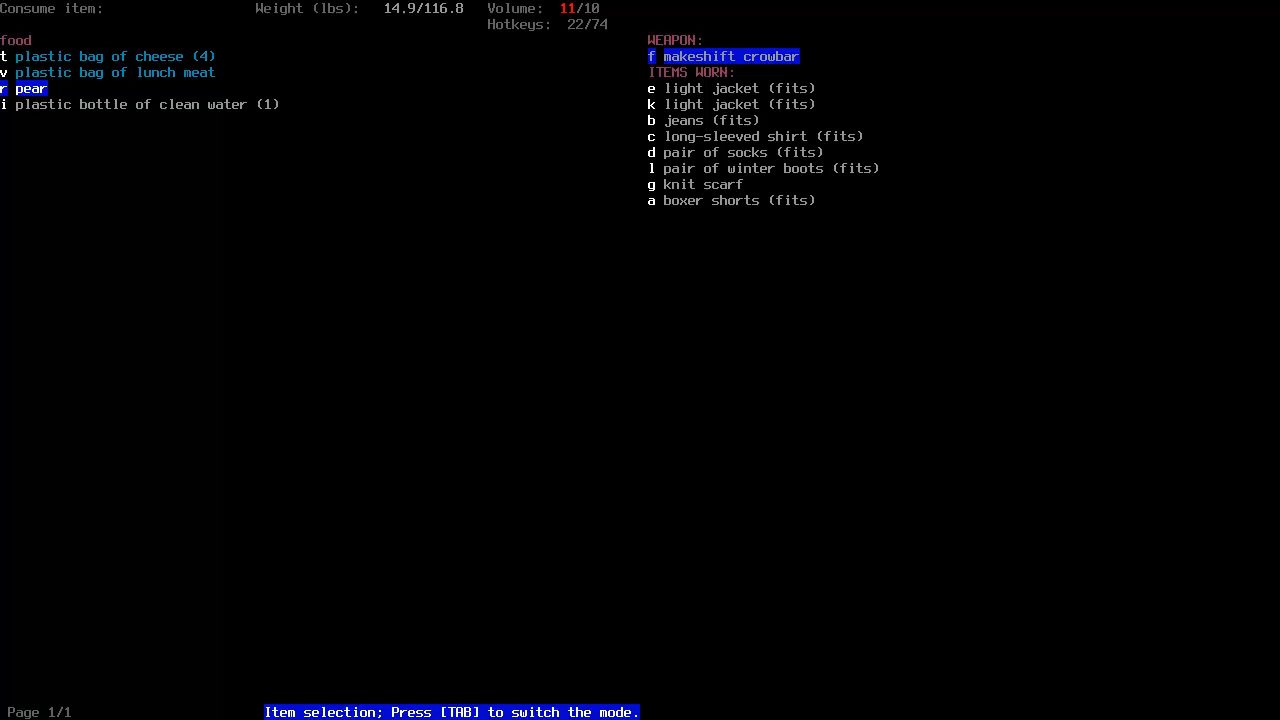 Consume item: Weight (lbs): 14.9/116.8 Volume: 11/10
Hotkeys: 22/74
food
t plastic bag of cheese (4)
v plastic bag of lunch meat
r pear
i plastic bottle of clean water (1)
WEAPON:
f makeshift crowbar
ITEMS WORN:
e light jacket (fits)
k light jacket (fits)
b jeans (fits)
c long-sleeved shirt (fits)
d pair of socks (fits)
l pair of winter boots (fits)
g knit scarf
a boxer shorts (fits)
Page 1/1 Item selection; Press [TAB] to switch the mode.